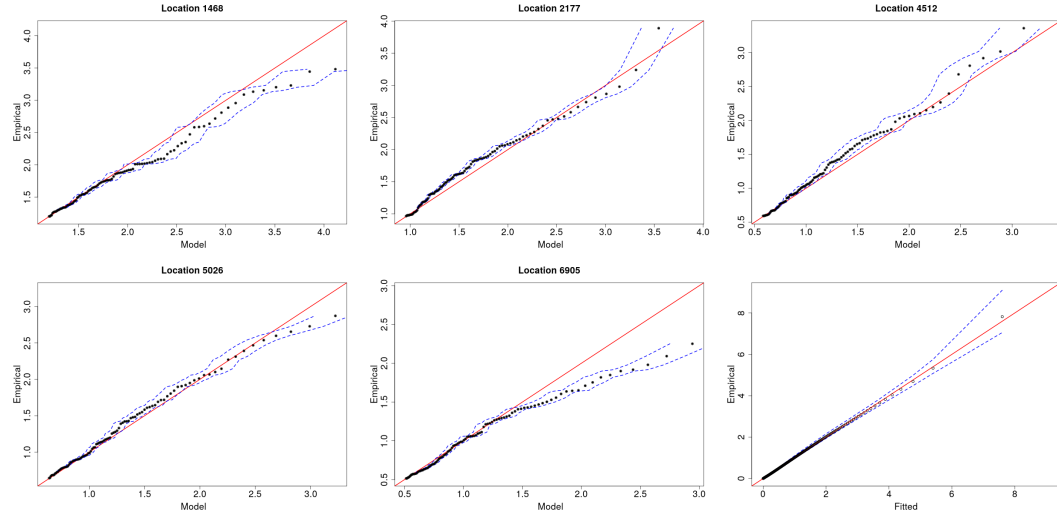 Location 1468
Empirical
4.0
3.5
3.0
2.5
2.0
1.5
1.5 2.0 2.5 3.0 3.5 4.0
Model
Location 2177
Empirical
4.0
3.5
3.0
2.5
2.0
1.5
1.0
1.0 1.5 2.0 2.5 3.0 3.5 4.0
Model
Location 4512
Empirical
3.0
2.5
2.0
1.5
1.0
0.5
0.5 1.0 1.5 2.0 2.5 3.0
Model
Location 5026
Empirical
3.0
2.5
2.0
1.5
1.0
1.0 1.5 2.0 2.5 3.0
Model
Location 6905
Empirical
3.0
2.5
2.0
1.5
1.0
0.5
0.5 1.0 1.5 2.0 2.5 3.0
Model
Empirical
8
6
4
2
0
0 2 4 6 8
Fitted